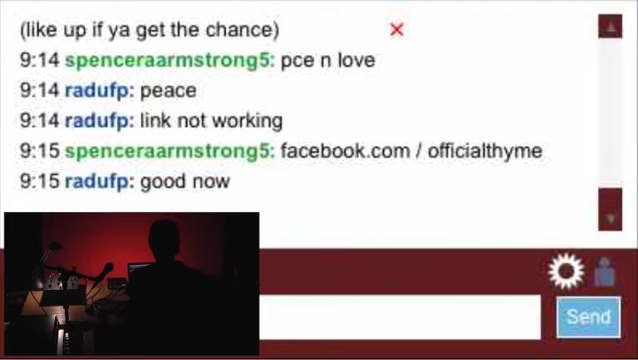 (like up if ya get the chance)
9:14 spenceraarmstrong5: pce n love
9:14 radufp: peace
9:14 radufp: link not working
9:15 spenceraarmstrong5: facebook.com / officialthyme
9:15 radufp: good now
Send